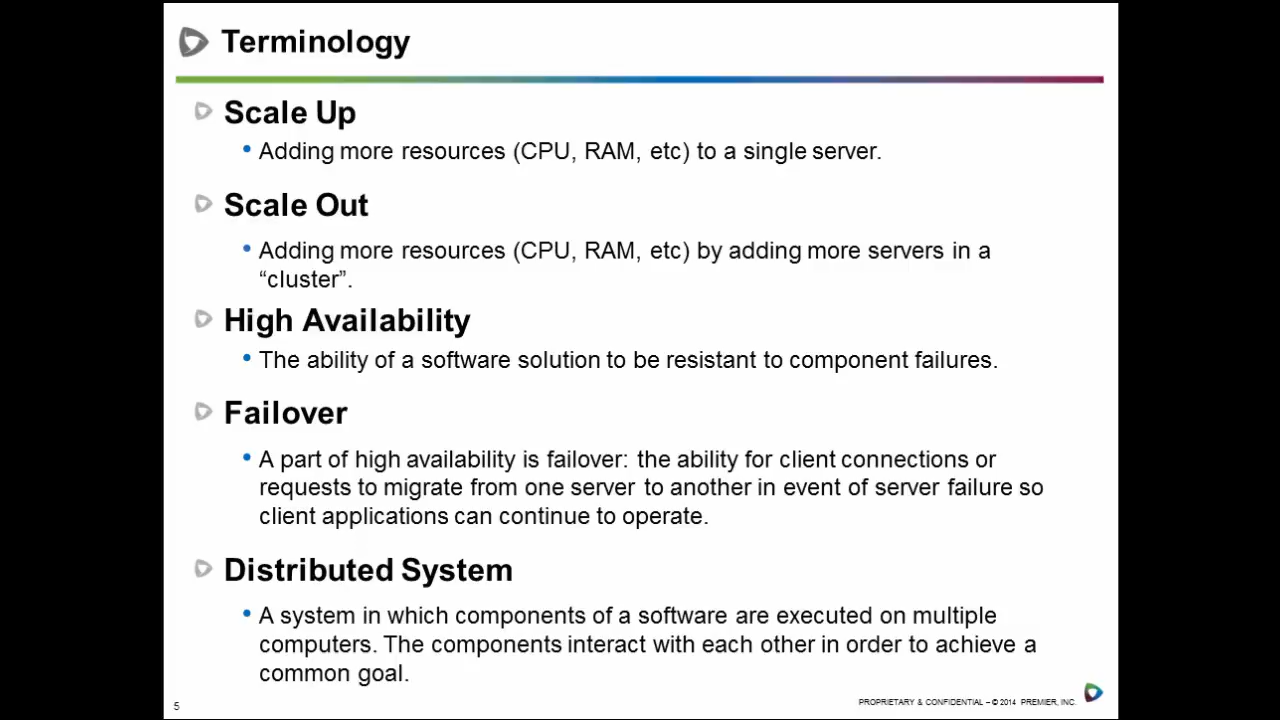 Terminology
Scale Up
• Adding more resources (CPU, RAM, etc) to a single server.
Scale Out
• Adding more resources (CPU, RAM, etc) by adding more servers in a
“cluster”.
High Availability
• The ability of a software solution to be resistant to component failures.
Failover
• A part of high availability is failover: the ability for client connections or
requests to migrate from one server to another in event of server failure so
client applications can continue to operate.
Distributed System
• A system in which components of a software are executed on multiple
computers. The components interact with each other in order to achieve a
common goal.
5
PROPRIETARY & CONFIDENTIAL – © 2014 PREMIER, INC.